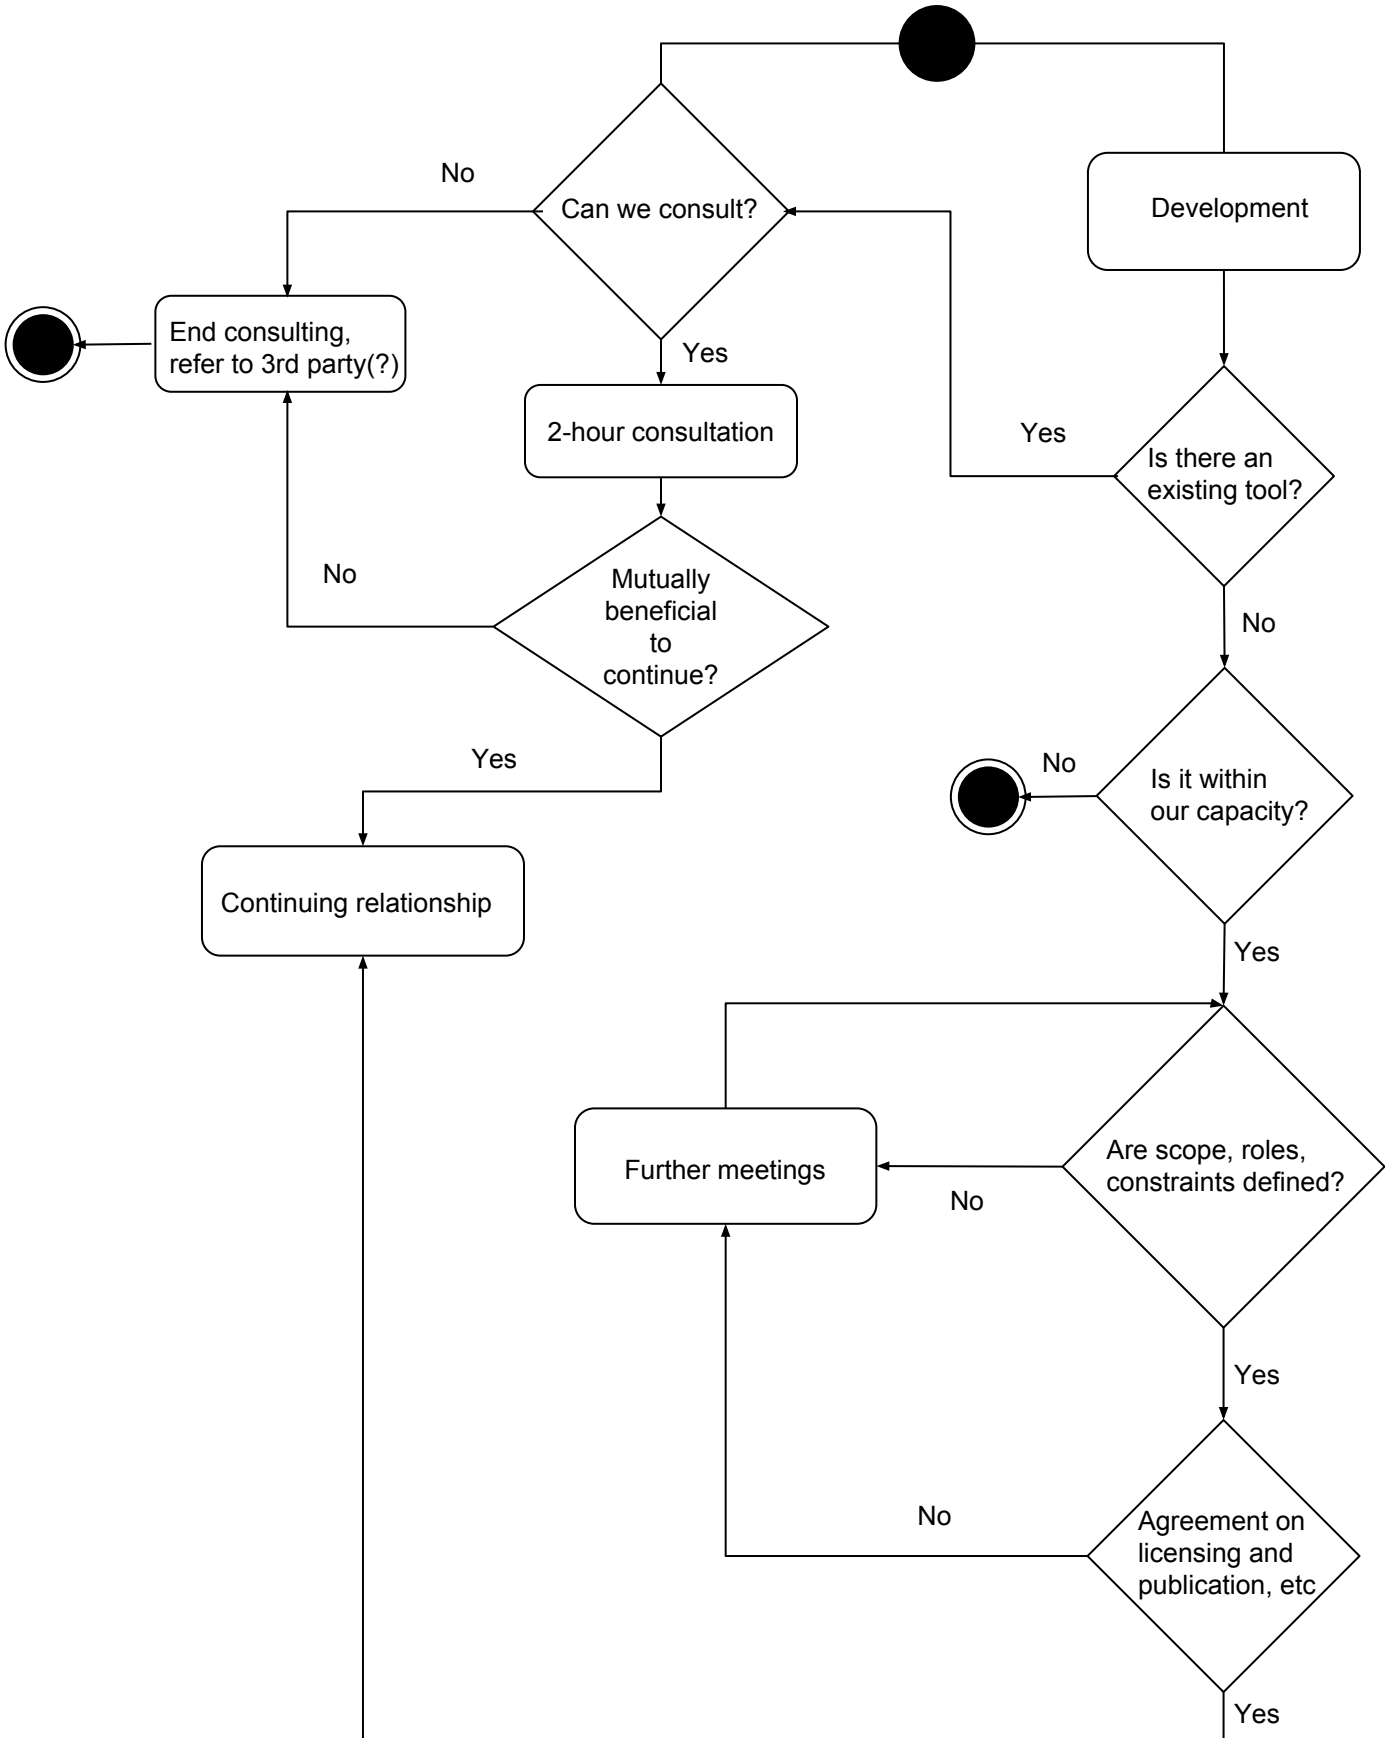 No
Can we consult?
Development
End consulting,
refer to 3rd party(?)
Yes
2-hour consultation
Yes
Is there an
existing tool?
No
Mutually
beneficial
to
continue?
No
Yes
No
Is it within
our capacity?
Continuing relationship
Yes
Further meetings
Are scope, roles,
constraints defined?
No
Yes
No
Agreement on
licensing and
publication, etc
Yes